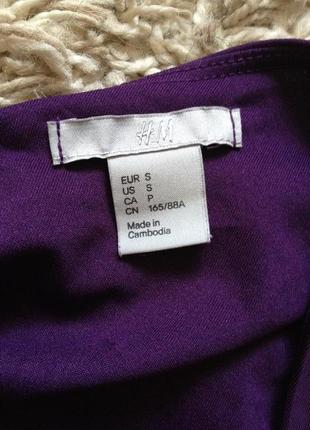 H&M
EUR S
US S
CA P
CN 165/88A
Made in
Cambodia